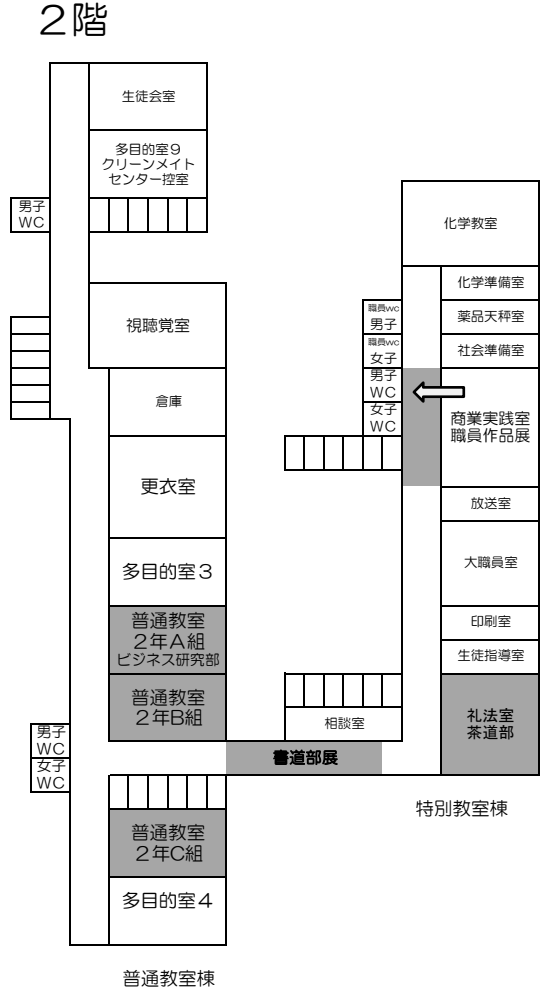 ２階
生徒会室
多目的室９
クリーンメイト
センター控室
男子
WC
視聴覚室
倉庫
更衣室
多目的室３
普通教室
２年A組
ビジネス研究部
普通教室
２年B組
男子
WC
女子
WC
普通教室
２年C組
多目的室４
普通教室棟
化学教室
化学準備室
薬品天秤室
社会準備室
職員WC
男子
職員WC
女子
男子
WC
女子
WC
商業実践室
職員作品展
放送室
大職員室
印刷室
生徒指導室
相談室
礼法室
茶道部
書道部展
特別教室棟